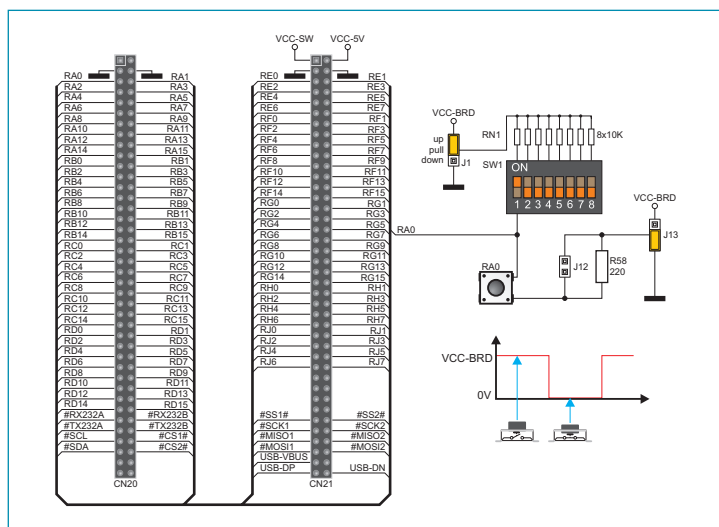 VCC-SW VCC-5V
RA0 RA1 RE0 RE1
RA2 RA3 RE2 RE3
RA4 RA5 RE4 RE5
RA6 RA7 RE6 RE7
RA8 RA9 RF0 RF1
RA10 RA11 RF2 RF3
RA12 RA13 RF4 RF5
RA14 RA15 RF6 RF7
RB0 RB1 RF8 RF9
RB2 RB3 RF10 RF11
RB4 RB5 RF12 RF13
RB6 RB7 RF14 RF15
RB8 RB9 RG0 RG1
RB10 RB11 RG2 RG3
RB12 RB13 RG4 RG5
RB14 RB15 RG6 RG7
RC0 RC1 RG8 RG9
RC2 RC3 RG10 RG11
RC4 RC5 RG12 RG13
RC6 RC7 RG14 RG15
RC8 RC9 RH0 RH1
RC10 RC11 RH2 RH3
RC12 RC13 RH4 RH5
RC14 RC15 RH6 RH7
RD0 RD1 RJ0 RJ1
RD2 RD3 RJ2 RJ3
RD4 RD5 RJ4 RJ5
RD6 RD7 RJ6 RJ7
RD8 RD9
RD10 RD11
RD12 RD13
RD14 RD15
#RX232A #RX232B #SS1# #SS2#
#TX232A #TX232B #SCK1 #SCK2
#SCL #CS1# #MISO1 #MISO2
#SDA #CS2# #MOSI1 #MOSI2
USB-VBUS
USB-DP USB-DN
CN20 CN21
VCC-BRD
up
pull
down
J1
RN1 8x10K
SW1
ON
1 2 3 4 5 6 7 8
RA0
VCC-BRD
J13
RA0
J12
R58
220
VCC-BRD
0V